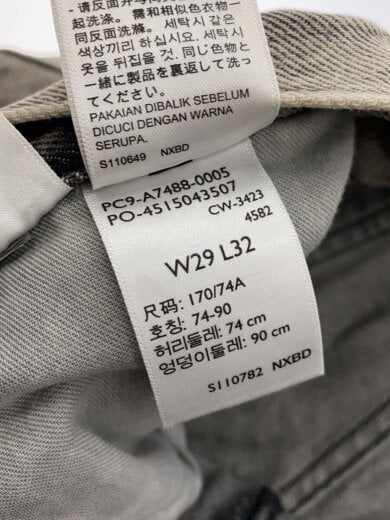 - 请反面开与同类
一起洗涤。需和相似色衣物一
同反面洗滌。세탁시 같은
색상끼리 하십시요. 세탁시
옷을 뒤집을 것. 同じ色物と
一緒に製品を裏返して洗っ
てください。
PAKAIAN DIBALIK SEBELUM
DICUCI DENGAN WARNA
SERUPA.
S110649 NXBD
PC9-A7488-0005
PO-4515043507
CW-3423
4582
W29 L32
尺码: 170/74A
호칭: 74-90
허리둘레: 74 cm
엉덩이둘레: 90 cm
S110782 NXBD